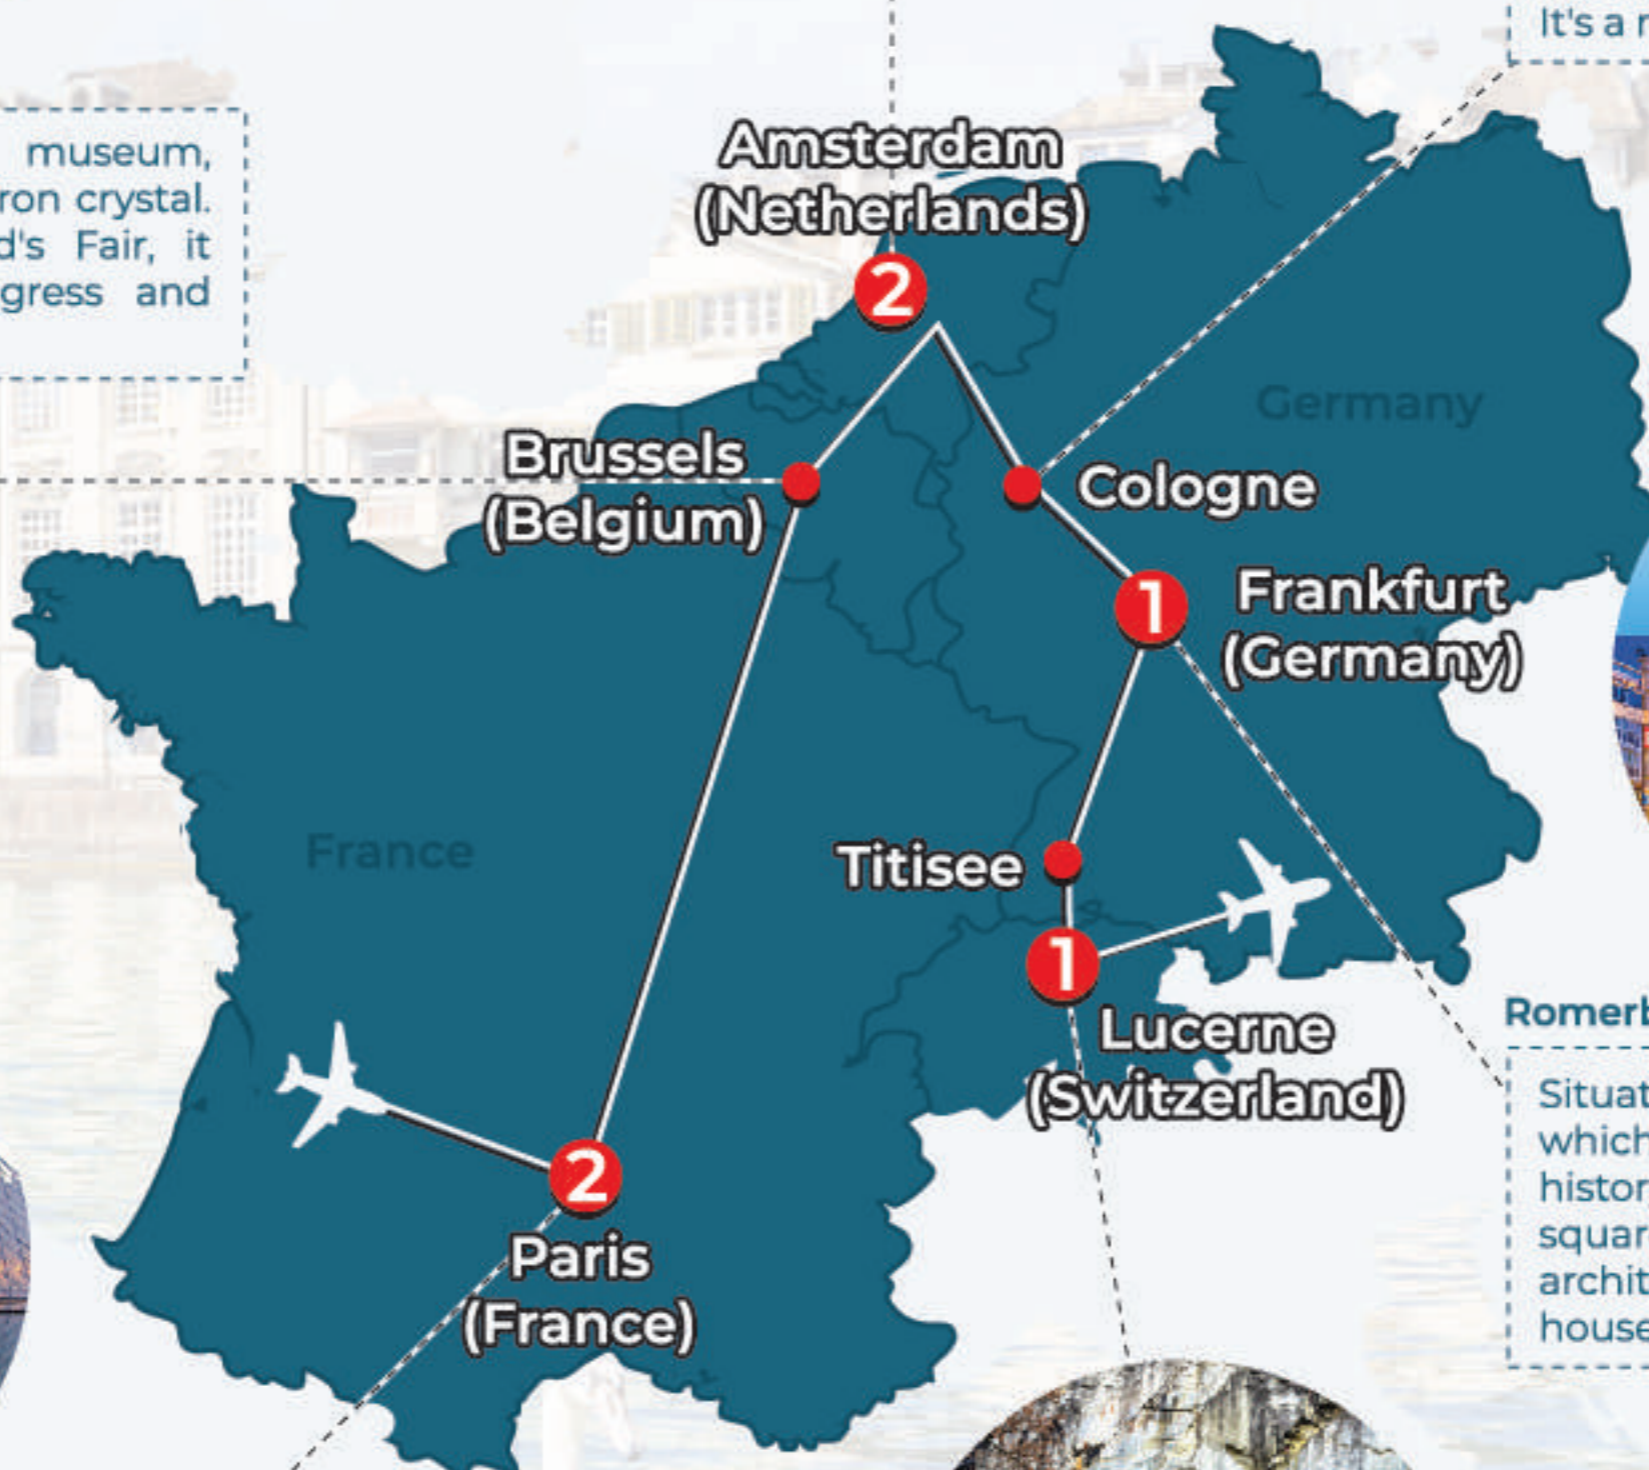 It's a
museum,
ron crystal.
d's Fair, it
gress and
Amsterdam
(Netherlands)
2
Germany
Brussels
(Belgium)
Cologne
1
Frankfurt
(Germany)
France
Titisee
1
Lucerne
(Switzerland)
2
Paris
(France)
Romerb
Situat
which
histor
squar
archit
house